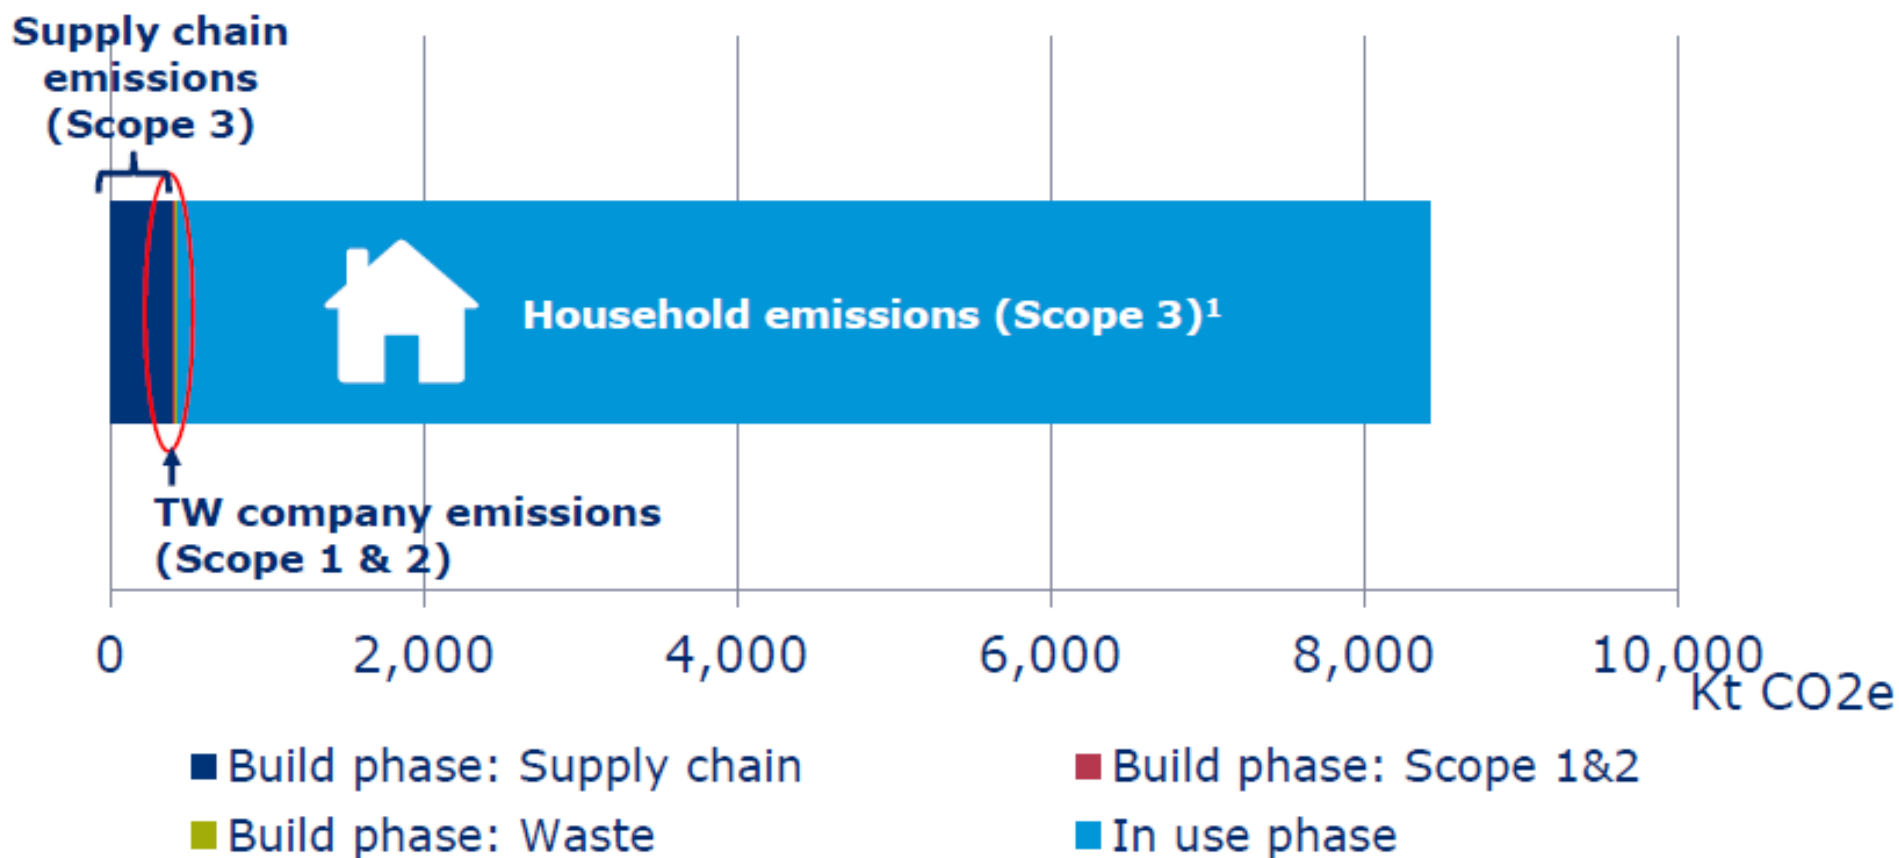 Supply chain
emissions
(Scope 3)
Household emissions (Scope 3)¹
TW company emissions
(Scope 1 & 2)
0 2,000 4,000 6,000 8,000 10,000
Kt CO2e
Build phase: Supply chain Build phase: Scope 1&2
Build phase: Waste In use phase